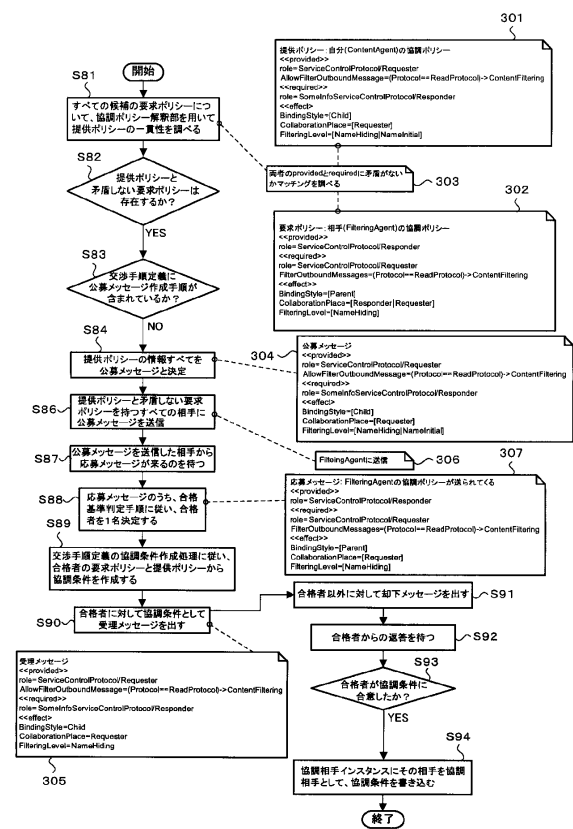 301
提供ポリシー:自分(ContentAgent)の協調ポリシー
<<provided>>
role=ServiceControlProtocol/Requester
AllowFilterOutboundMessage=(Protocol==ReadProtocol)->ContentFiltering
<<required>>
role=SomeInfoServiceControlProtocol/Responder
<<effect>>
BindingStyle=[Child]
CollaborationPlace=[Requester]
FilteringLevel=[NameHiding|NameInitial]
開始
S81
すべての候補の要求ポリシーにつ
いて、協調ポリシー解釈部を用いて
提供ポリシーの一貫性を調べる
S82
提供ポリシーと
矛盾しない要求ポリシーは
存在するか?
YES
両者のprovidedとrequiredに矛盾がない
かマッチングを調べる
303
302
要求ポリシー:相手(FilteringAgent)の協調ポリシー
<<provided>>
role=ServiceControlProtocol/Responder
<<required>>
role=ServiceControlProtocol/Requester
FilterOutboundMessages=(Protocol==ReadProtocol)->ContentFiltering
<<effect>>
BindingStyle=[Parent]
CollaborationPlace=[Responder|Requester]
FilteringLevel=[NameHiding]
S83
交渉手順定義に
公募メッセージ作成手順が
含まれているか?
NO
S84
提供ポリシーの情報すべてを
公募メッセージと決定
304
公募メッセージ
<<provided>>
role=ServiceControlProtocol/Requester
AllowFilterOutboundMessage=(Protocol==ReadProtocol)->ContentFiltering
<<required>>
role=SomeInfoServiceControlProtocol/Responder
<<effect>
BindingStyle=[Child]
CollaborationPlace=[Requester]
FilteringLevel=[NameHiding|NameInitial]
S86
提供ポリシーと矛盾しない要求
ポリシーを持つすべての相手に
公募メッセージを送信
FilteingAgentに送信
306
S87
公募メッセージを送信した相手から
応募メッセージが来るのを待つ
307
応募メッセージ:FilteringAgentの協調ポリシーが送られてくる
<<provided>>
role=ServiceControlProtocol/Responder
<<required>>
role=ServiceControlProtocol/Requester
FilterOutboundMessages=(Protocol==ReadProtocol)->ContentFiltering
<<effect>>
BindingStyle=[Parent]
CollaborationPlace=[Requester]
FilteringLevel=[NameHiding]
S88
応募メッセージのうち、合格
基準判定手順に従い、合格
者を1名決定する
S89
交渉手順定義の協調条件作成処理に従い、
合格者の要求ポリシーと提供ポリシーから
協調条件を作成する
S90
合格者に対して協調条件として
受理メッセージを出す
受理メッセージ
<<provided>>
role=ServiceControlProtocol/Requester
AllowFilterOutboundMessage=(Protocol==ReadProtocol)->ContentFiltering
<<required>>
role=SomeInfoServiceControlProtocol/Responder
<<effect>
BindingStyle=Child
CollaborationPlace=Requester
FilteringLevel=NameHiding
305
合格者以外に対して却下メッセージを出す
S91
合格者からの返答を待つ
S92
S93
合格者が協調条件に
合意したか?
YES
S94
協調相手インスタンスにその相手を協調
相手として、協調条件を書き込む
終了